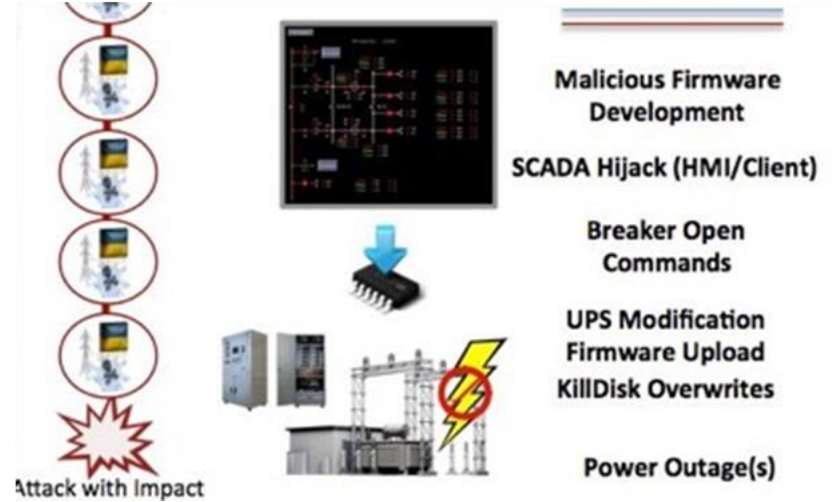 Malicious Firmware
Development
SCADA Hijack (HMI/Client)
Breaker Open
Commands
UPS Modification
Firmware Upload
KillDisk Overwrites
Power Outage(s)
Attack with Impact